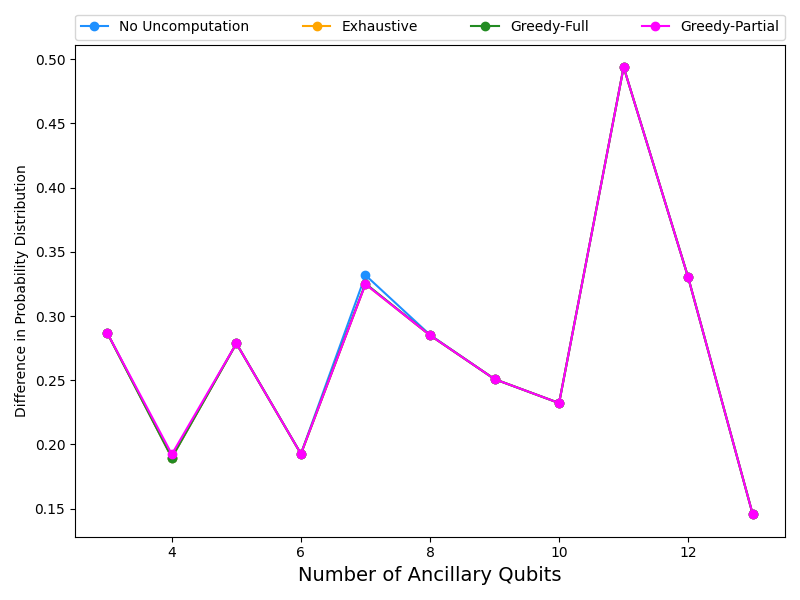 No Uncomputation Exhaustive Greedy-Full Greedy-Partial
0.50
0.45
0.40
0.35
0.30
0.25
0.20
0.15
Difference in Probability Distribution
4 6 8 10 12
Number of Ancillary Qubits